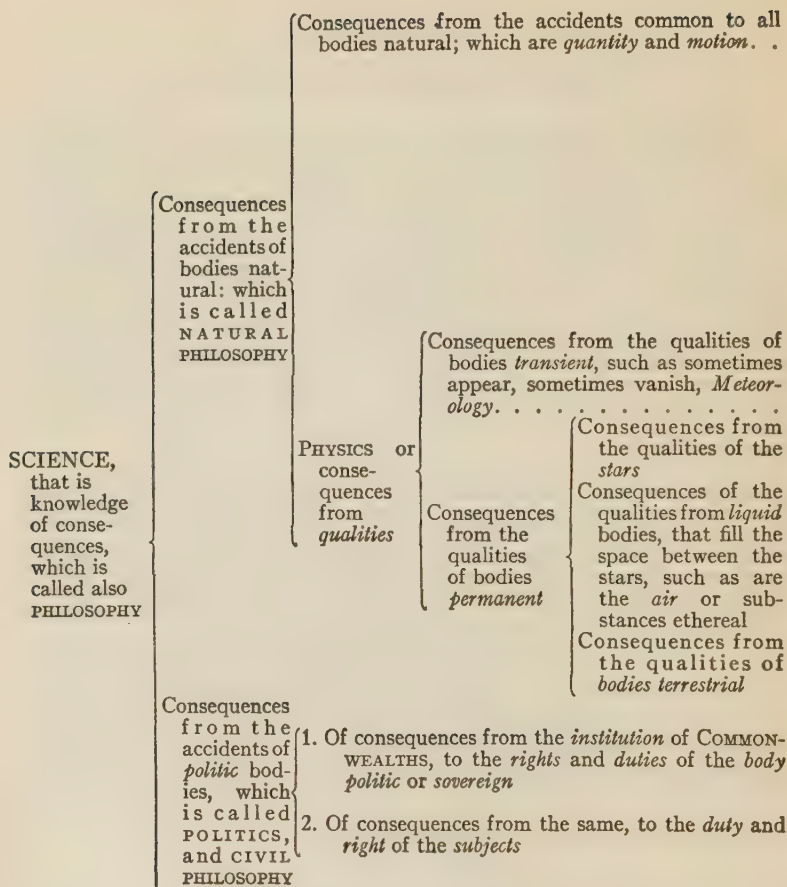 SCIENCE,
that is
knowledge
of conse-
quences,
which is
called also
PHILOSOPHY
Consequences
from the
accidents of
bodies nat-
ural: which
is called
NATURAL
PHILOSOPHY
Consequences from the accidents common to all
bodies natural; which are quantity and motion. .
PHYSICS or
conse-
quences
from
qualities
Consequences from the qualities of
bodies transient, such as sometimes
appear, sometimes vanish, Meteor-
ology. . . . . . . . . . . . . .
Consequences
from the
qualities
of bodies
permanent
Consequences from
the qualities of the
stars
Consequences of the
qualities from liquid
bodies, that fill the
space between the
stars, such as are
the air or sub-
stances ethereal
Consequences from
the qualities of
bodies terrestrial
Consequences
from the
accidents of
politic bod-
ies, which
is called
POLITICS,
and CIVIL
PHILOSOPHY
1. Of consequences from the institution of COMMON-
WEALTHS, to the rights and duties of the body
politic or sovereign
2. Of consequences from the same, to the duty and
right of the subjects